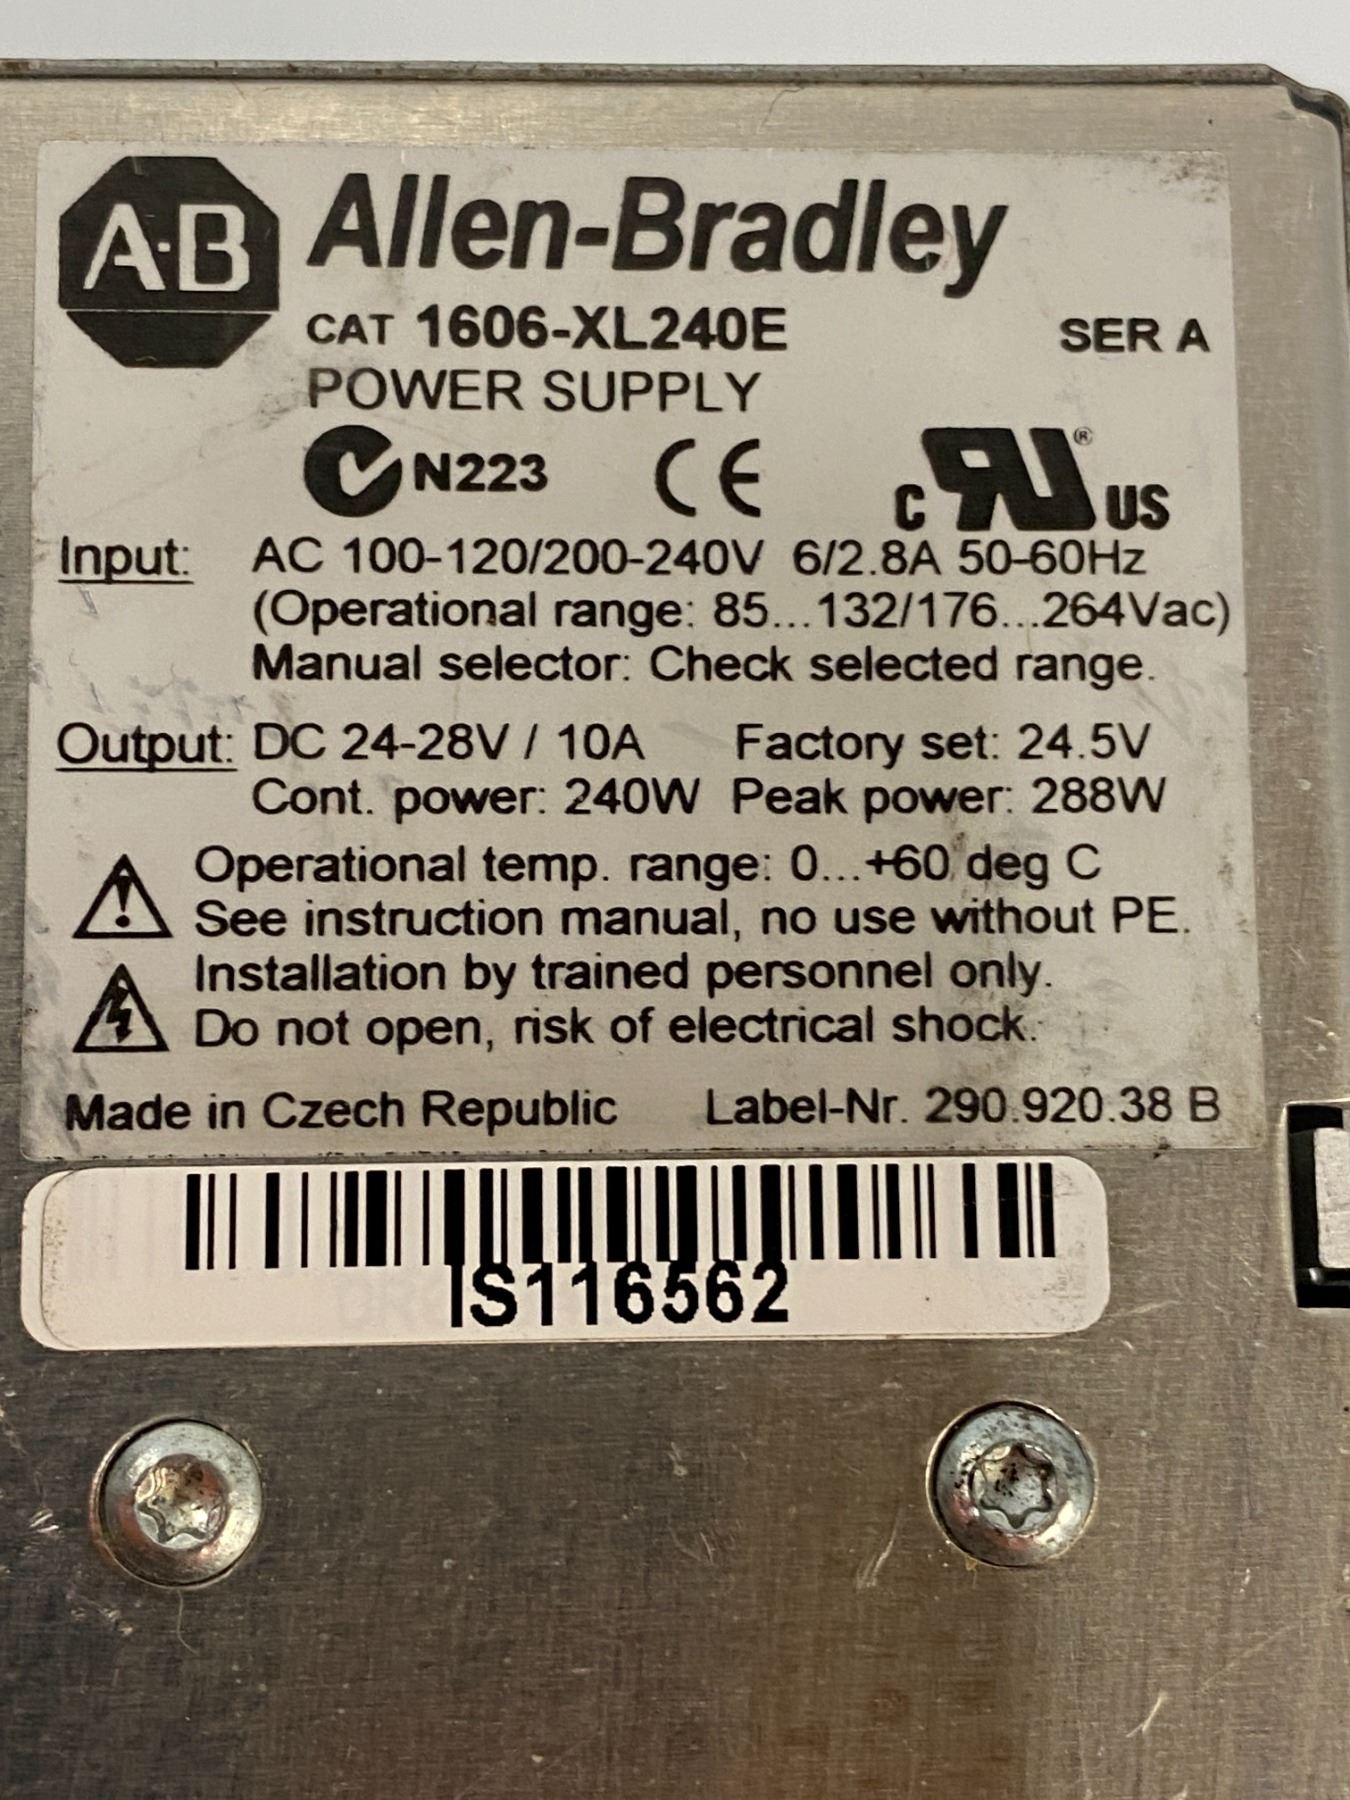 A-B Allen-Bradley
CAT 1606-XL240E SER A
POWER SUPPLY
N223 CE C RU ® US
Input: AC 100-120/200-240V 6/2.8A 50-60Hz
(Operational range: 85...132/176...264Vac)
Manual selector: Check selected range.
Output: DC 24-28V / 10A Factory set: 24.5V
Cont. power: 240W Peak power: 288W
Operational temp. range: 0...+60 deg C
See instruction manual, no use without PE.
Installation by trained personnel only.
Do not open, risk of electrical shock.
Made in Czech Republic Label-Nr. 290.920.38 B
IS116562